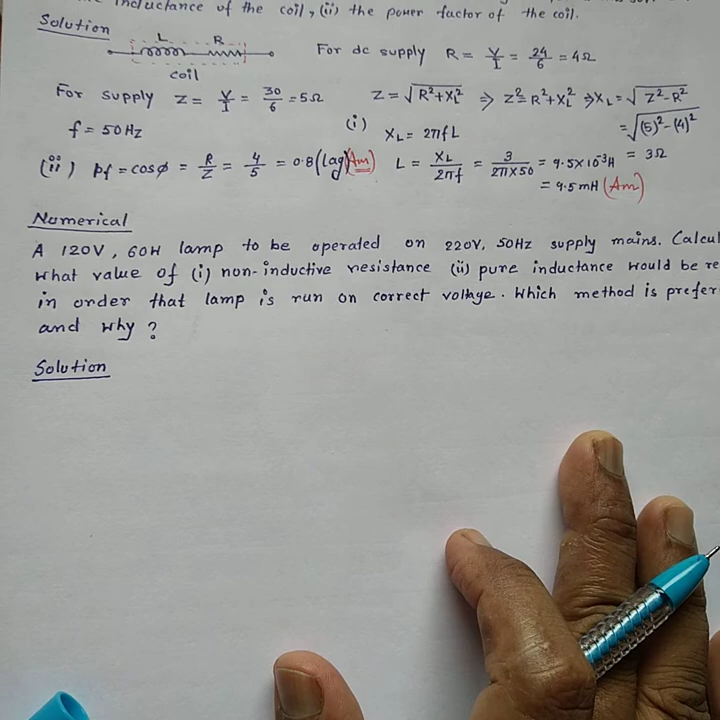 inductance of the coil, (ii) the power factor of the coil.
Solution
L R
coil
For dc supply R = V/I = 24/6 = 4Ω
For supply Z = V/I = 30/6 = 5Ω Z = √R²+XL² ⇒ Z² = R²+XL² ⇒ XL = √Z²-R²
= √(5)²-(4)²
= 3Ω
f = 50Hz
(i) XL = 2πfL
(ii) pf = cosφ = R/Z = 4/5 = 0.8 (lag) (Am) L = XL/2πf = 3/2π×50 = 9.5×10⁻³H
= 9.5mH (Am)
Numerical
A 120V, 60W lamp to be operated on 220V, 50Hz supply mains. Calcul
what value of (i) non-inductive resistance (ii) pure inductance would be re
in order that lamp is run on correct voltage. Which method is prefer
and why?
Solution